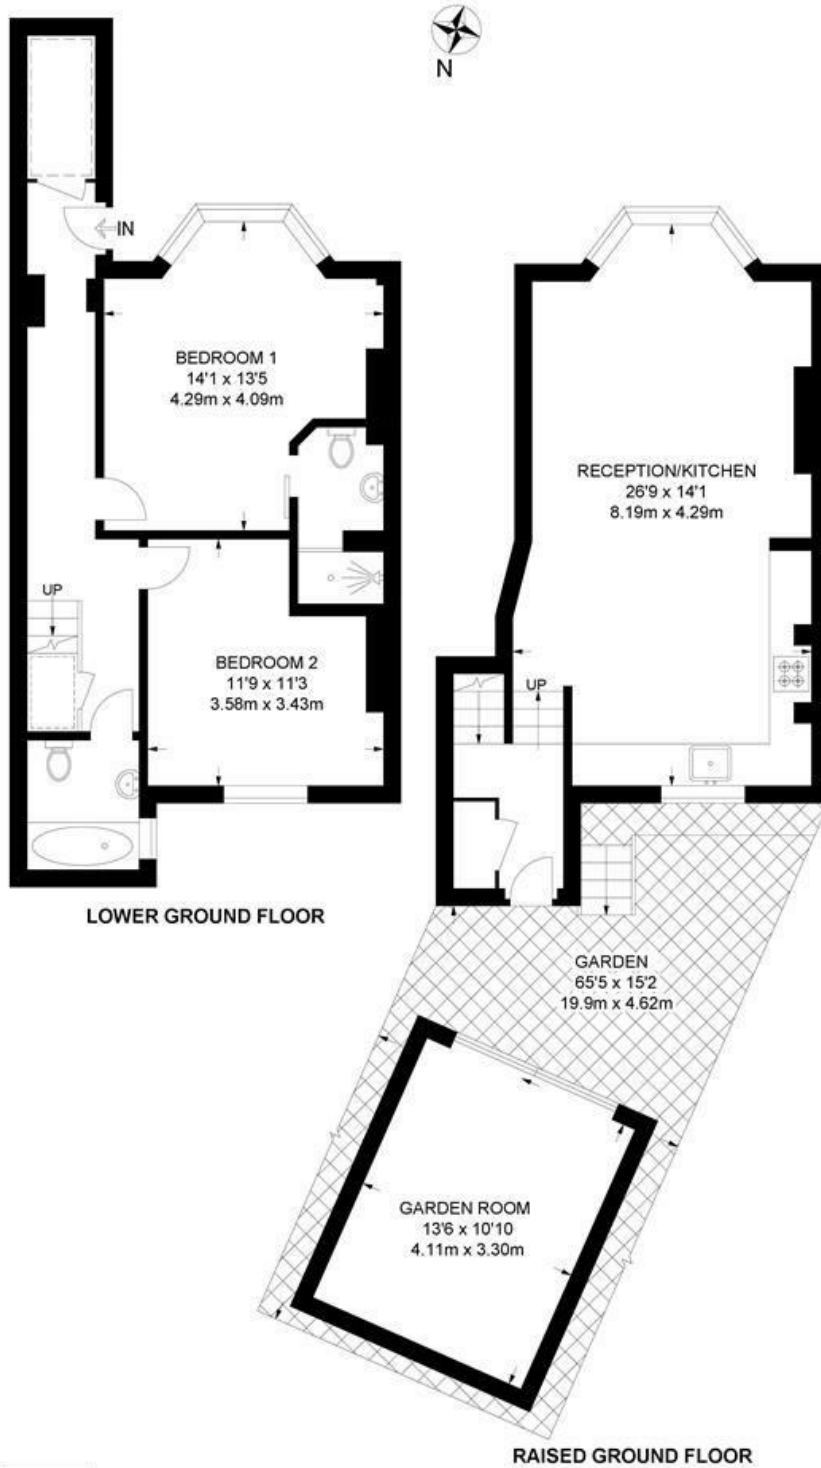 N
IN
BEDROOM 1
14'1 x 13'5
4.29m x 4.09m
UP
BEDROOM 2
11'9 x 11'3
3.58m x 3.43m
LOWER GROUND FLOOR
RECEPTION/KITCHEN
26'9 x 14'1
8.19m x 4.29m
UP
GARDEN
65'5 x 15'2
19.9m x 4.62m
GARDEN ROOM
13'6 x 10'10
4.11m x 3.30m
RAISED GROUND FLOOR